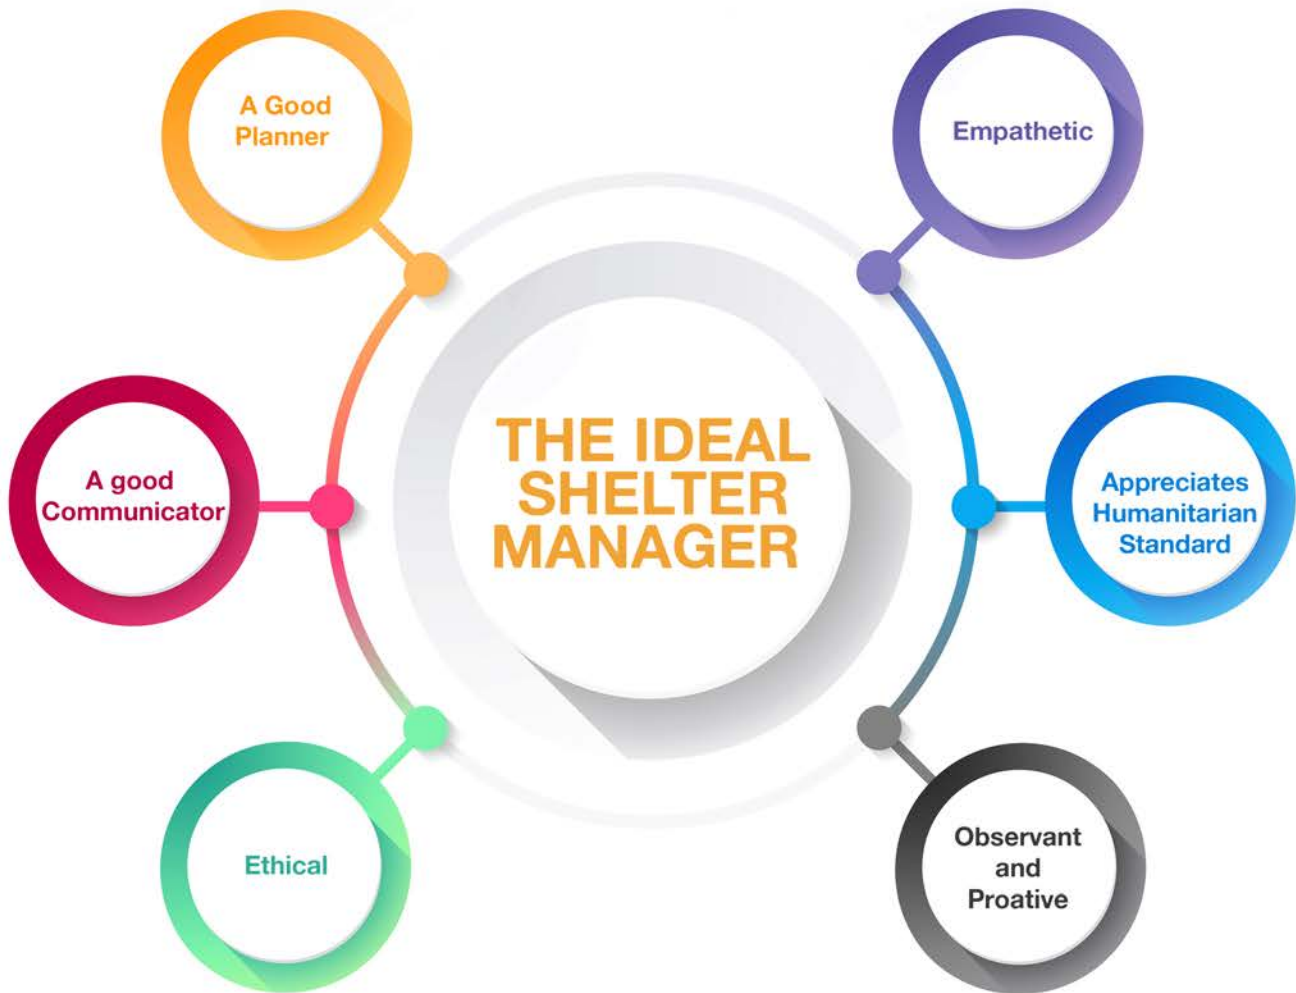 A Good
Planner
Empathetic
THE IDEAL
SHELTER
MANAGER
A good
Communicator
Appreciates
Humanitarian
Standard
Ethical
Observant
and
Proative